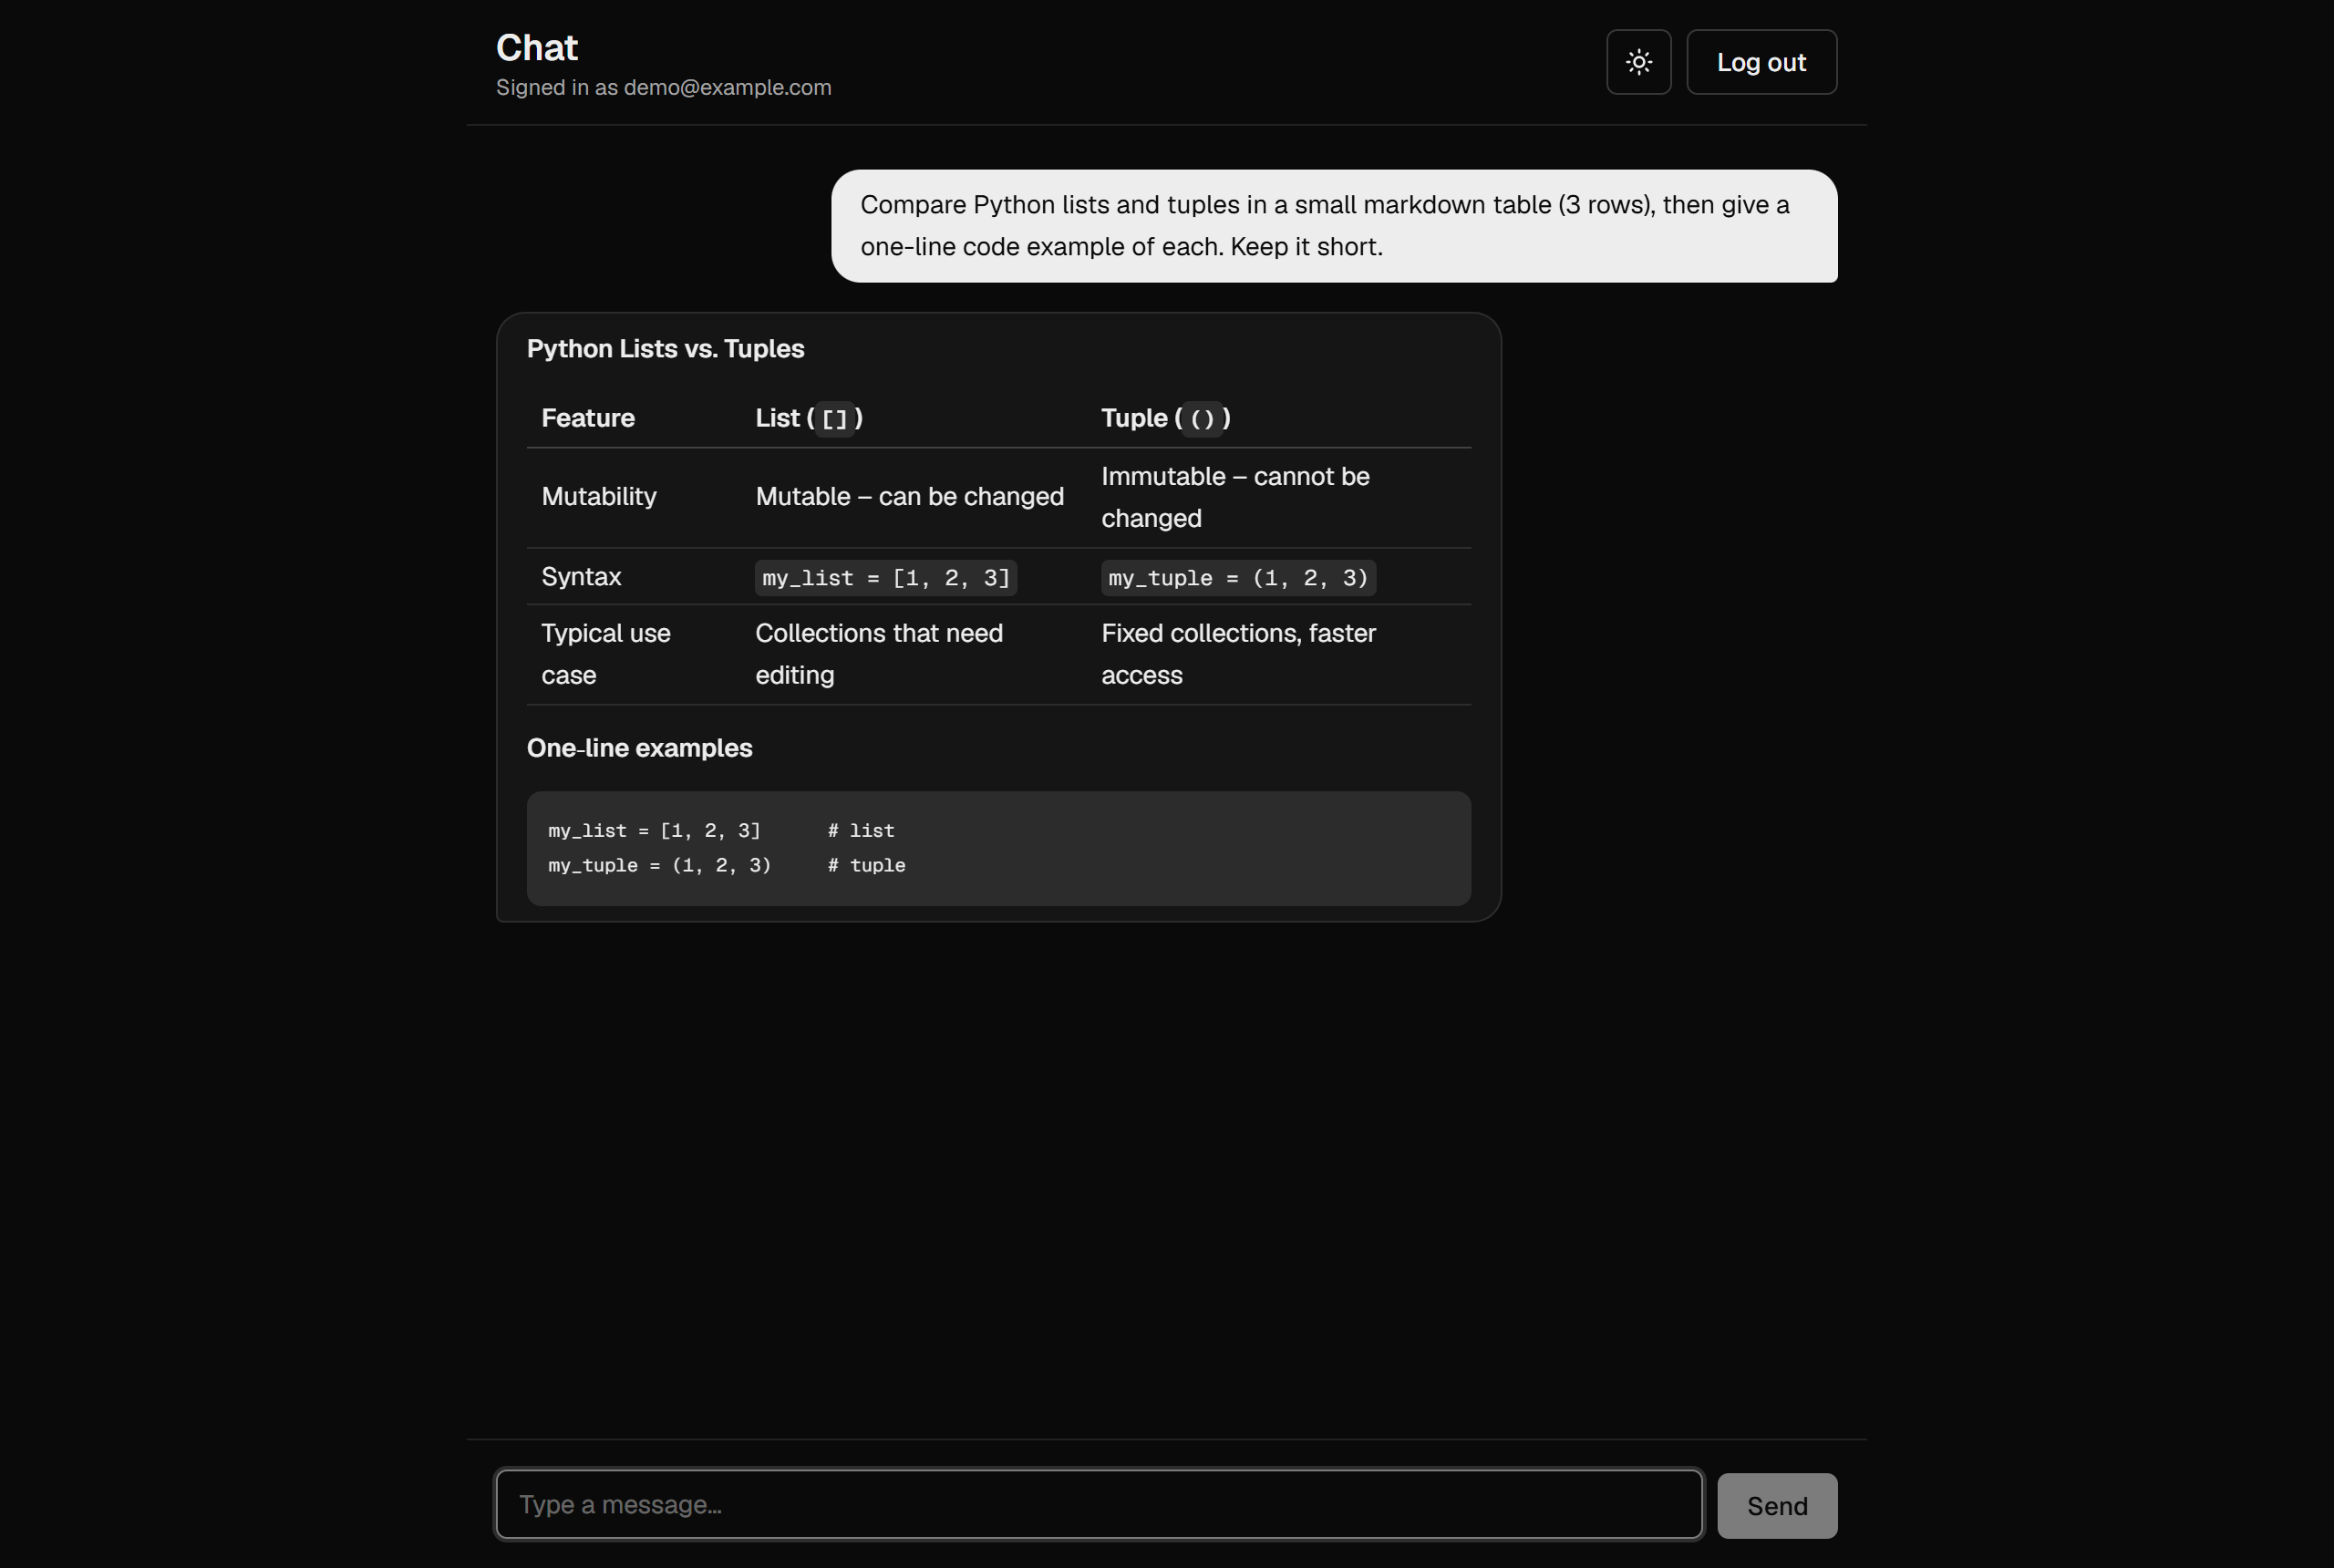 Chat
Signed in as demo@example.com
Log out
Compare Python lists and tuples in a small markdown table (3 rows), then give a
one-line code example of each. Keep it short.
Python Lists vs. Tuples
Feature List ([]) Tuple (())
Mutability Mutable – can be changed Immutable – cannot be
changed
Syntax my_list = [1, 2, 3] my_tuple = (1, 2, 3)
Typical use Collections that need Fixed collections, faster
case editing access
One‑line examples
my_list = [1, 2, 3]      # list
my_tuple = (1, 2, 3)     # tuple
Type a message...
Send